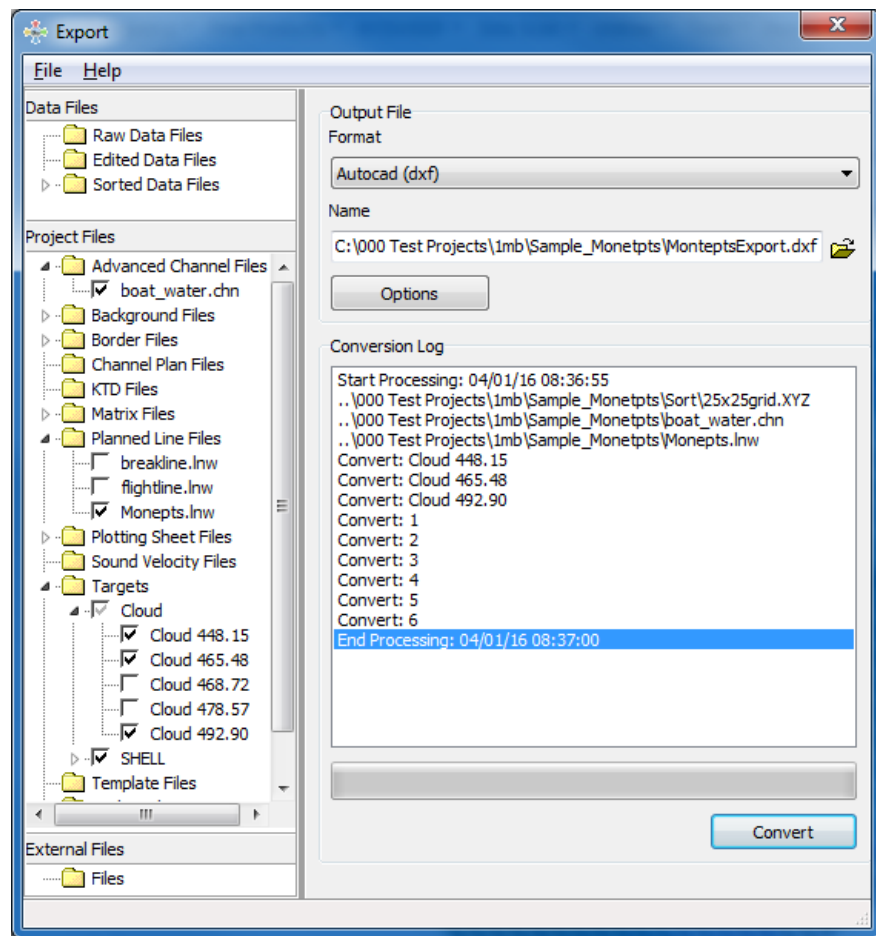 Export
File Help
Data Files
Raw Data Files
Edited Data Files
Sorted Data Files
Project Files
Advanced Channel Files
boat_water.chn
Background Files
Border Files
Channel Plan Files
KTD Files
Matrix Files
Planned Line Files
breakline.lnw
flightline.lnw
Monepts.lnw
Plotting Sheet Files
Sound Velocity Files
Targets
Cloud
Cloud 448.15
Cloud 465.48
Cloud 468.72
Cloud 478.57
Cloud 492.90
SHELL
Template Files
External Files
Files
Output File
Format
Autocad (dxf)
Name
C:\000 Test Projects\1mb\Sample_Monetpts\MonteptsExport.dxf
Options
Conversion Log
Start Processing: 04/01/16 08:36:55
..\000 Test Projects\1mb\Sample_Monetpts\Sort\25x25grid.XYZ
..\000 Test Projects\1mb\Sample_Monetpts\boat_water.chn
..\000 Test Projects\1mb\Sample_Monetpts\Monepts.lnw
Convert: Cloud 448.15
Convert: Cloud 465.48
Convert: Cloud 492.90
Convert: 1
Convert: 2
Convert: 3
Convert: 4
Convert: 5
Convert: 6
End Processing: 04/01/16 08:37:00
Convert